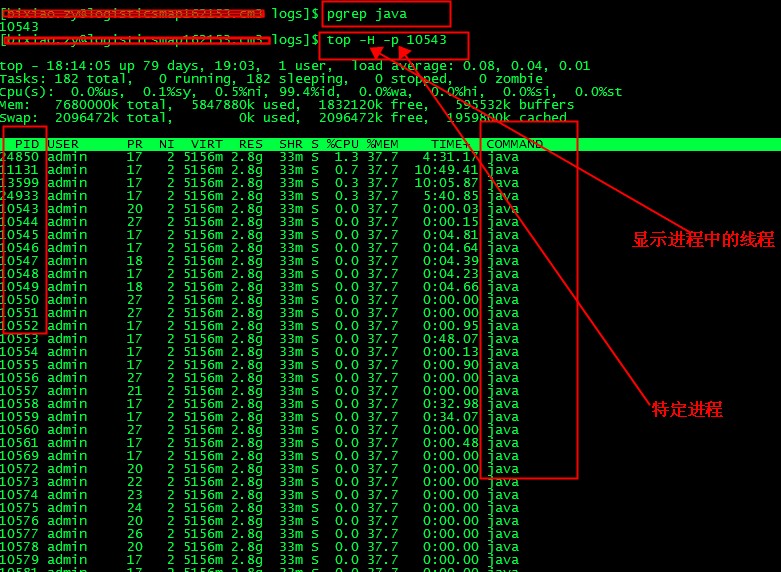 [bixiao.zy@logisticsmap162153.cm3 logs]$ pgrep java
10543
[bixiao.zy@logisticsmap162153.cm3 logs]$ top -H -p 10543
top - 18:14:05 up 79 days, 19:03,  1 user,  load average: 0.08, 0.04, 0.01
Tasks: 182 total,   0 running, 182 sleeping,   0 stopped,   0 zombie
Cpu(s):  0.0%us,  0.1%sy,  0.5%ni, 99.4%id,  0.0%wa,  0.0%hi,  0.0%si,  0.0%st
Mem:   7680000k total,  5847880k used,  1832120k free,   595532k buffers
Swap:  2096472k total,        0k used,  2096472k free,  1959800k cached
PID USER      PR  NI  VIRT  RES  SHR S %CPU %MEM    TIME+  COMMAND
24850 admin     17   2 5156m 2.8g  33m S  1.3 37.7   4:31.17 java
11131 admin     17   2 5156m 2.8g  33m S  0.7 37.7  10:49.41 java
13599 admin     17   2 5156m 2.8g  33m S  0.3 37.7  10:05.87 java
24933 admin     17   2 5156m 2.8g  33m S  0.3 37.7   5:40.85 java
10543 admin     20   2 5156m 2.8g  33m S  0.0 37.7   0:00.03 java
10544 admin     27   2 5156m 2.8g  33m S  0.0 37.7   0:00.15 java
10545 admin     17   2 5156m 2.8g  33m S  0.0 37.7   0:04.81 java
10546 admin     17   2 5156m 2.8g  33m S  0.0 37.7   0:04.64 java
10547 admin     18   2 5156m 2.8g  33m S  0.0 37.7   0:04.39 java
10548 admin     17   2 5156m 2.8g  33m S  0.0 37.7   0:04.23 java
10549 admin     18   2 5156m 2.8g  33m S  0.0 37.7   0:04.66 java
10550 admin     27   2 5156m 2.8g  33m S  0.0 37.7   0:00.00 java
10551 admin     27   2 5156m 2.8g  33m S  0.0 37.7   0:00.00 java
10552 admin     17   2 5156m 2.8g  33m S  0.0 37.7   0:00.95 java
10553 admin     17   2 5156m 2.8g  33m S  0.0 37.7   0:48.07 java
10554 admin     17   2 5156m 2.8g  33m S  0.0 37.7   0:00.13 java
10555 admin     17   2 5156m 2.8g  33m S  0.0 37.7   0:00.90 java
10556 admin     27   2 5156m 2.8g  33m S  0.0 37.7   0:00.00 java
10557 admin     21   2 5156m 2.8g  33m S  0.0 37.7   0:00.00 java
10558 admin     17   2 5156m 2.8g  33m S  0.0 37.7   0:32.98 java
10559 admin     17   2 5156m 2.8g  33m S  0.0 37.7   0:34.07 java
10560 admin     27   2 5156m 2.8g  33m S  0.0 37.7   0:00.00 java
10561 admin     17   2 5156m 2.8g  33m S  0.0 37.7   0:00.48 java
10569 admin     17   2 5156m 2.8g  33m S  0.0 37.7   0:00.00 java
10572 admin     20   2 5156m 2.8g  33m S  0.0 37.7   0:00.00 java
10573 admin     22   2 5156m 2.8g  33m S  0.0 37.7   0:00.00 java
10574 admin     23   2 5156m 2.8g  33m S  0.0 37.7   0:00.00 java
10575 admin     24   2 5156m 2.8g  33m S  0.0 37.7   0:00.00 java
10576 admin     20   2 5156m 2.8g  33m S  0.0 37.7   0:00.00 java
10577 admin     26   2 5156m 2.8g  33m S  0.0 37.7   0:00.00 java
10578 admin     20   2 5156m 2.8g  33m S  0.0 37.7   0:00.00 java
10579 admin     17   2 5156m 2.8g  33m S  0.0 37.7   0:00.00 java
10581 admin     17   2 5156m 2.8g  33m S  0.0 37.7   0:00.00 java
显示进程中的线程
特定进程